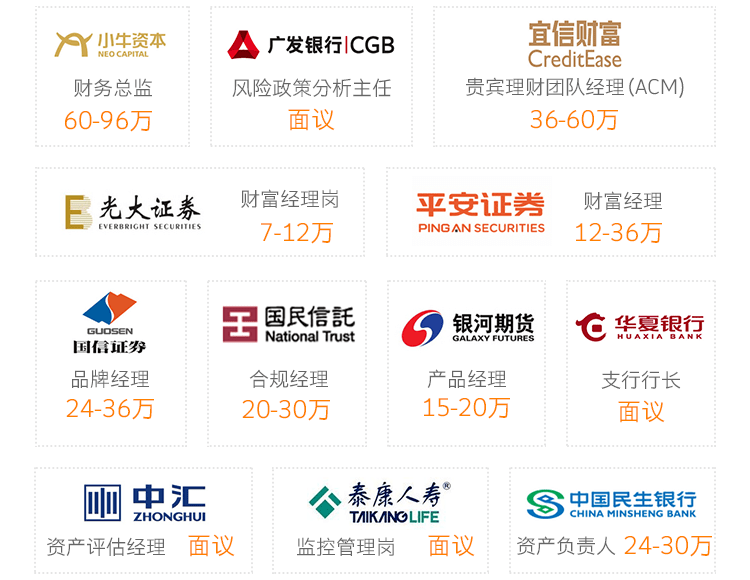 小牛资本
NEO CAPITAL
财务总监
60-96万
广发银行|CGB
风险政策分析主任
面议
宜信财富
CreditEase
贵宾理财团队经理(ACM)
36-60万
光大证券
EVERBRIGHT SECURITIES
财富经理岗
7-12万
平安证券
PINGAN SECURITIES
财富经理
12-36万
GUOSEN
国信证券
品牌经理
24-36万
国民信託
National Trust
合规经理
20-30万
银河期货
GALAXY FUTURES
产品经理
15-20万
华夏银行
HUAXIA BANK
支行行长
面议
中汇
ZHONGHUI
资产评估经理 面议
泰康人寿®
TAIKANG LIFE
监控管理岗 面议
中国民生银行
CHINA MINSHENG BANK
资产负责人 24-30万